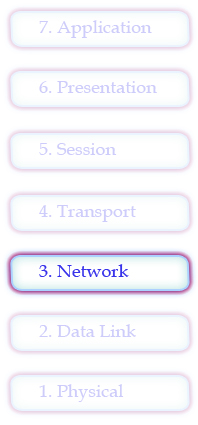 7. Application
6. Presentation
5. Session
4. Transport
3. Network
2. Data Link
1. Physical